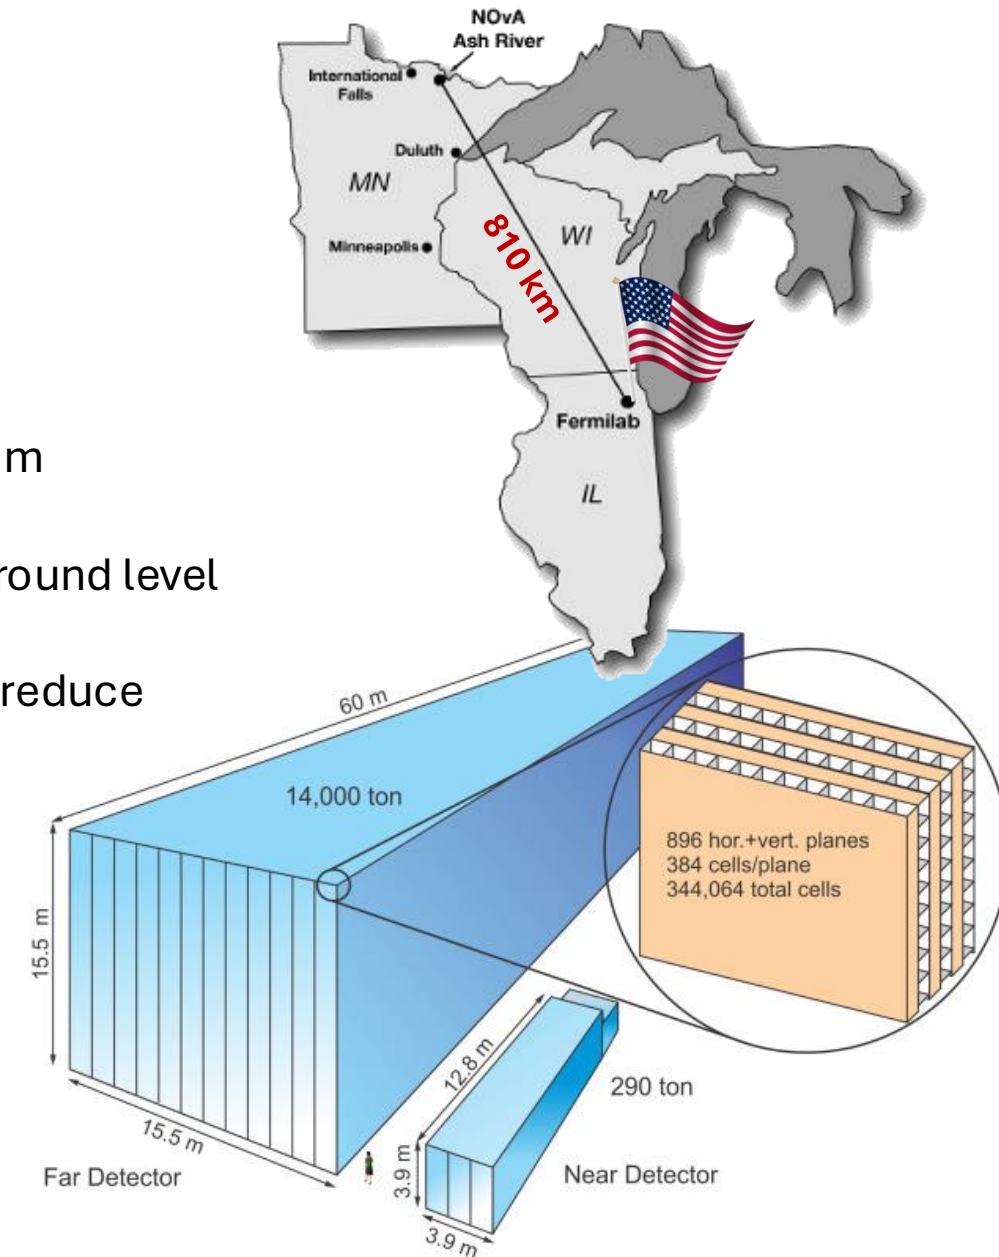 NOvA
Ash River
International
Falls
Duluth
MN
WI
Minneapolis
810 km
Fermilab
IL
m
round level
reduce
60 m
14,000 ton
896 hor.+vert. planes
384 cells/plane
344,064 total cells
15.5 m
12.8 m
290 ton
15.5 m
3.9 m
Far Detector
Near Detector
3.9 m